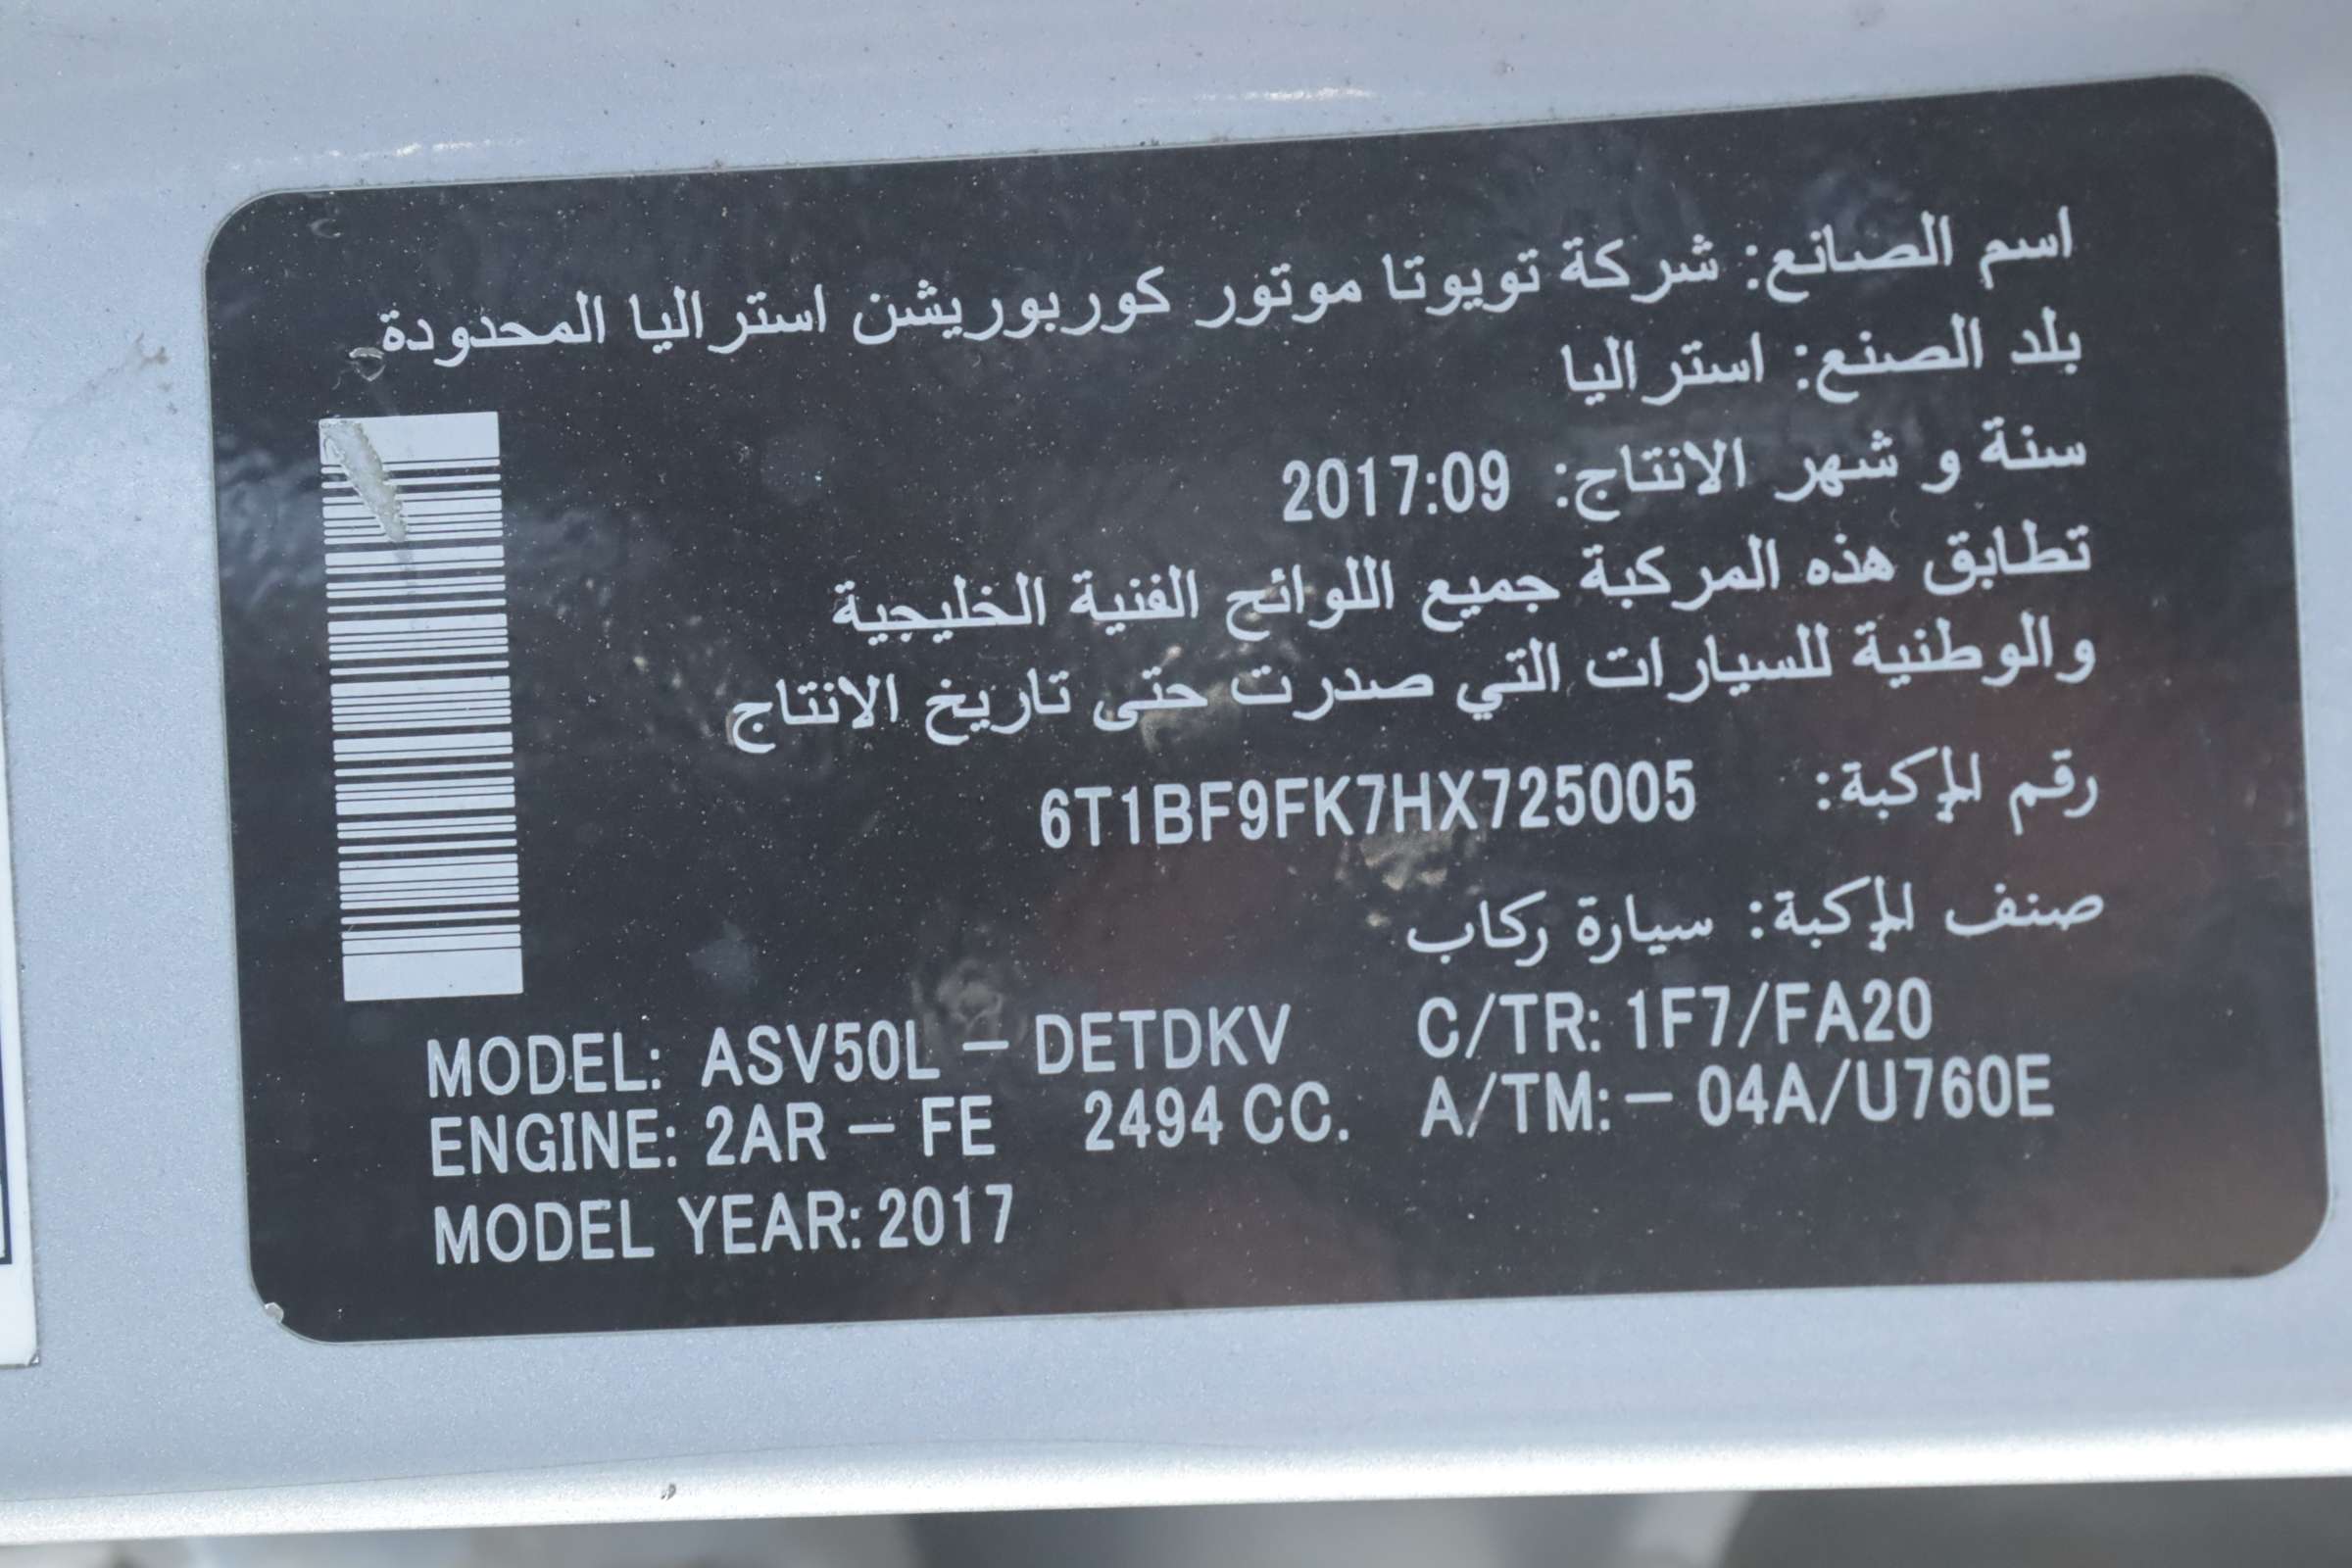 اسم الصانع: شركة تويوتا موتور كوربوريشن استراليا المحدودة
بلد الصنع: استراليا
سنة و شهر الانتاج: 2017:09
تطابق هذه المركبة جميع اللوائح الفنية الخليجية
والوطنية للسيارات التي صدرت حتى تاريخ الانتاج
رقم المركبة: 6T1BF9FK7HX725005
صنف المركبة: سيارة ركاب
MODEL: ASV50L – DETDKV C/TR: 1F7/FA20
ENGINE: 2AR – FE 2494 CC. A/TM: – 04A/U760E
MODEL YEAR: 2017